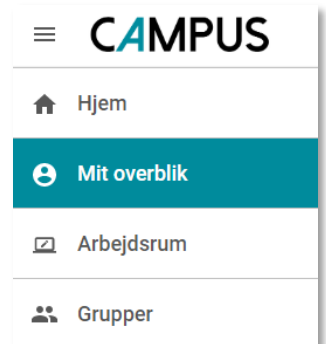 CAMPUS
Hjem
Mit overblik
Arbejdsrum
Grupper